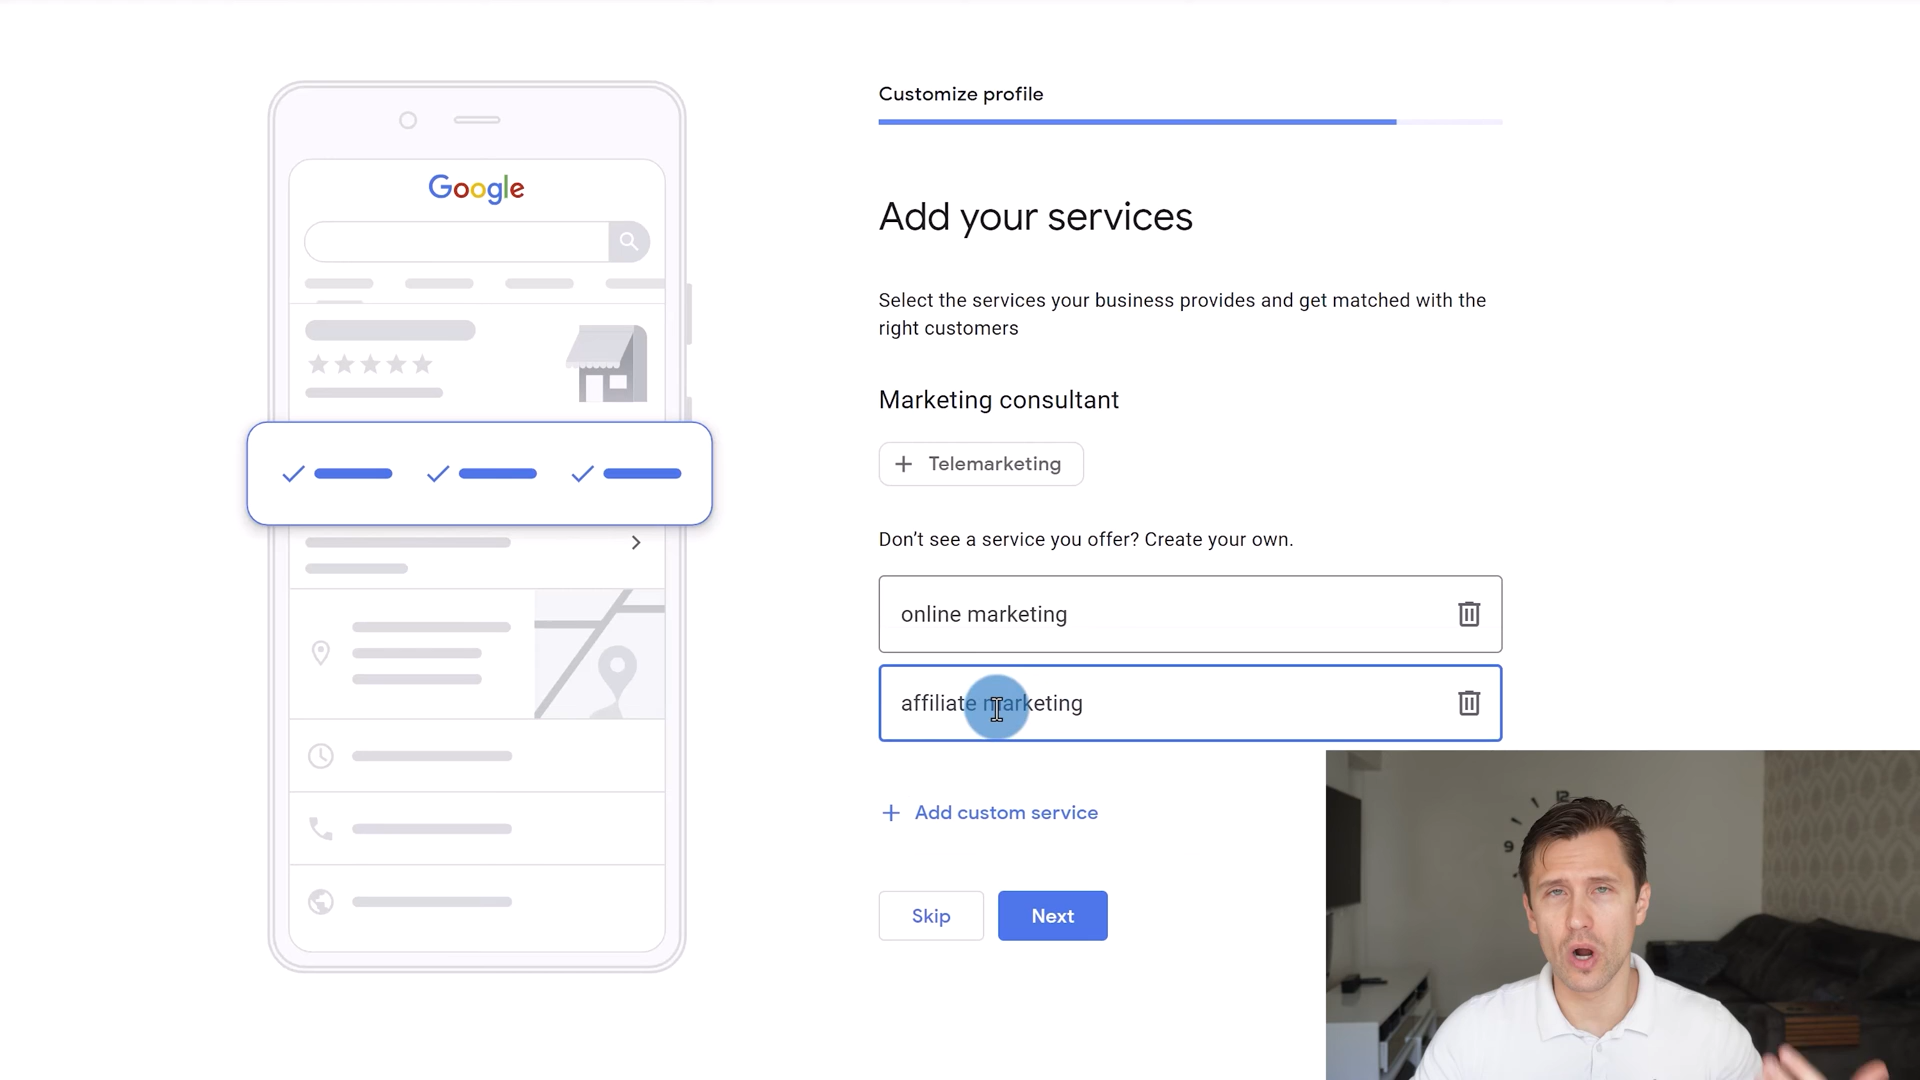 Google
Customize profile
Add your services
Select the services your business provides and get matched with the
right customers
Marketing consultant
+ Telemarketing
Don’t see a service you offer? Create your own.
online marketing
affiliate marketing
+ Add custom service
Skip
Next
12
9